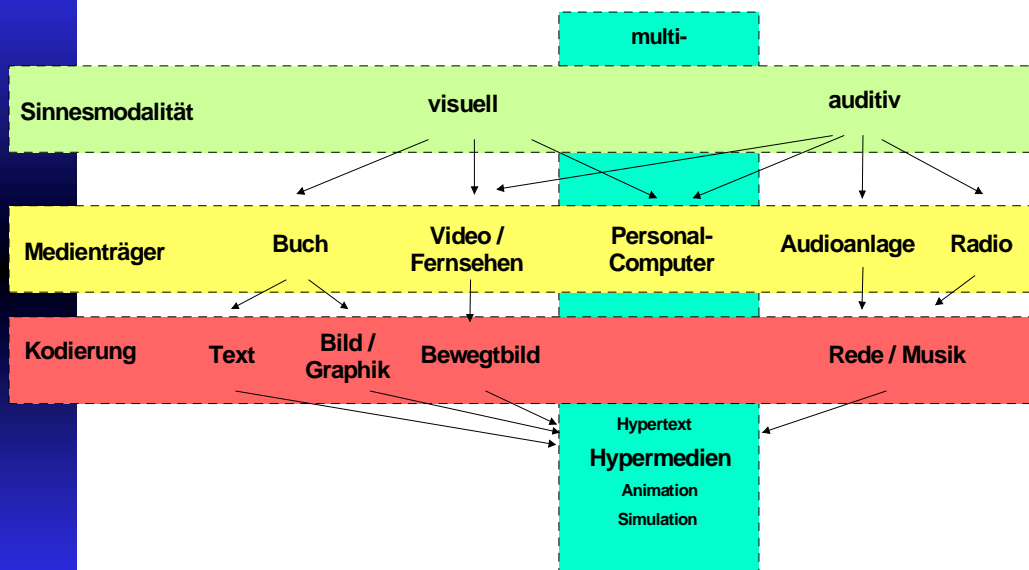 multi-
Sinnesmodalität visuell auditiv
Medienträger Buch Video / Fernsehen Personal-Computer Audioanlage Radio
Kodierung Text Bild / Graphik Bewegtbild Rede / Musik
Hypertext
Hypermedien
Animation
Simulation